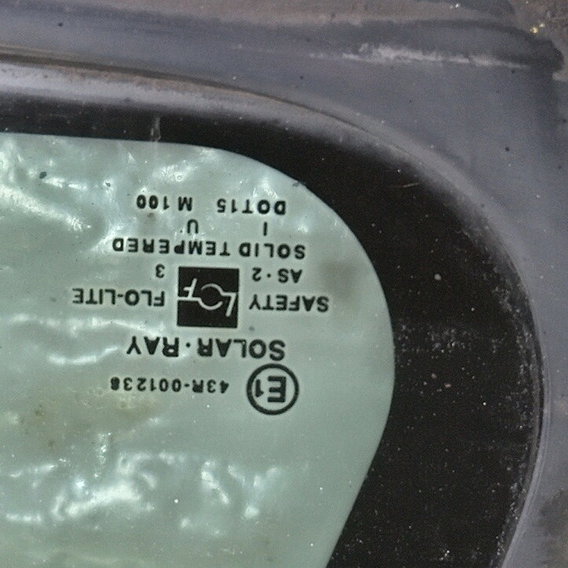 E1 43R-001238
SOLAR·RAY
SAFETY LOF FLO-LITE
AS·2 3
SOLID TEMPERED
I U
DOT15 M100